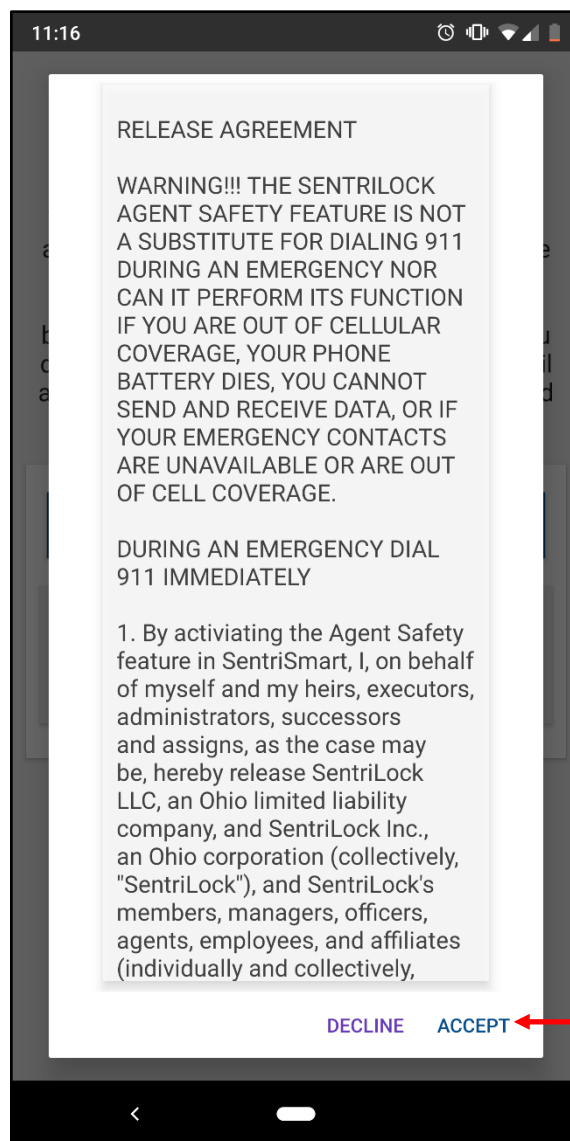 11:16
RELEASE AGREEMENT
WARNING!!! THE SENTRILOCK
AGENT SAFETY FEATURE IS NOT
A SUBSTITUTE FOR DIALING 911
DURING AN EMERGENCY NOR
CAN IT PERFORM ITS FUNCTION
IF YOU ARE OUT OF CELLULAR
COVERAGE, YOUR PHONE
BATTERY DIES, YOU CANNOT
SEND AND RECEIVE DATA, OR IF
YOUR EMERGENCY CONTACTS
ARE UNAVAILABLE OR ARE OUT
OF CELL COVERAGE.
DURING AN EMERGENCY DIAL
911 IMMEDIATELY
1. By activiating the Agent Safety
feature in SentriSmart, I, on behalf
of myself and my heirs, executors,
administrators, successors
and assigns, as the case may
be, hereby release SentriLock
LLC, an Ohio limited liability
company, and SentriLock Inc.,
an Ohio corporation (collectively,
"SentriLock"), and SentriLock's
members, managers, officers,
agents, employees, and affiliates
(individually and collectively,
DECLINE ACCEPT